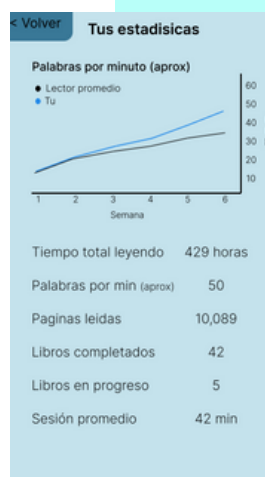 < Volver
Tus estadisicas
Palabras por minuto (aprox)
Lector promedio
Tu
60
50
40
30
20
10
1 2 3 4 5 6
Semana
Tiempo total leyendo 429 horas
Palabras por min (aprox) 50
Paginas leidas 10,089
Libros completados 42
Libros en progreso 5
Sesión promedio 42 min